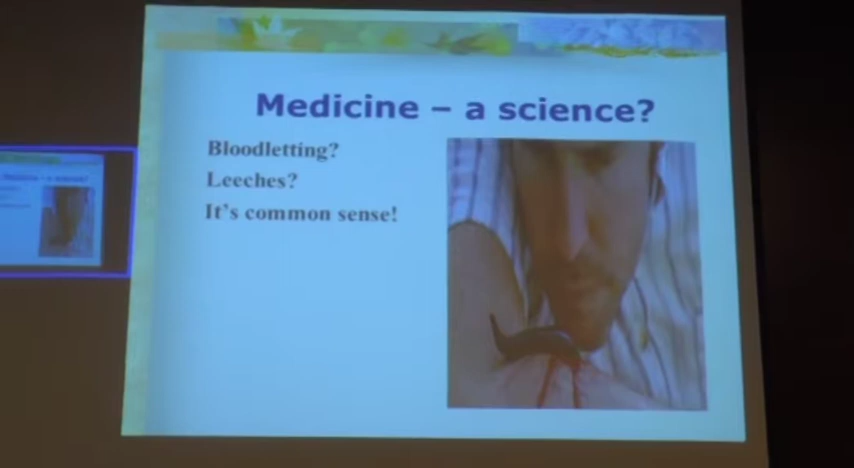 Medicine – a science?
Bloodletting?
Leeches?
It's common sense!